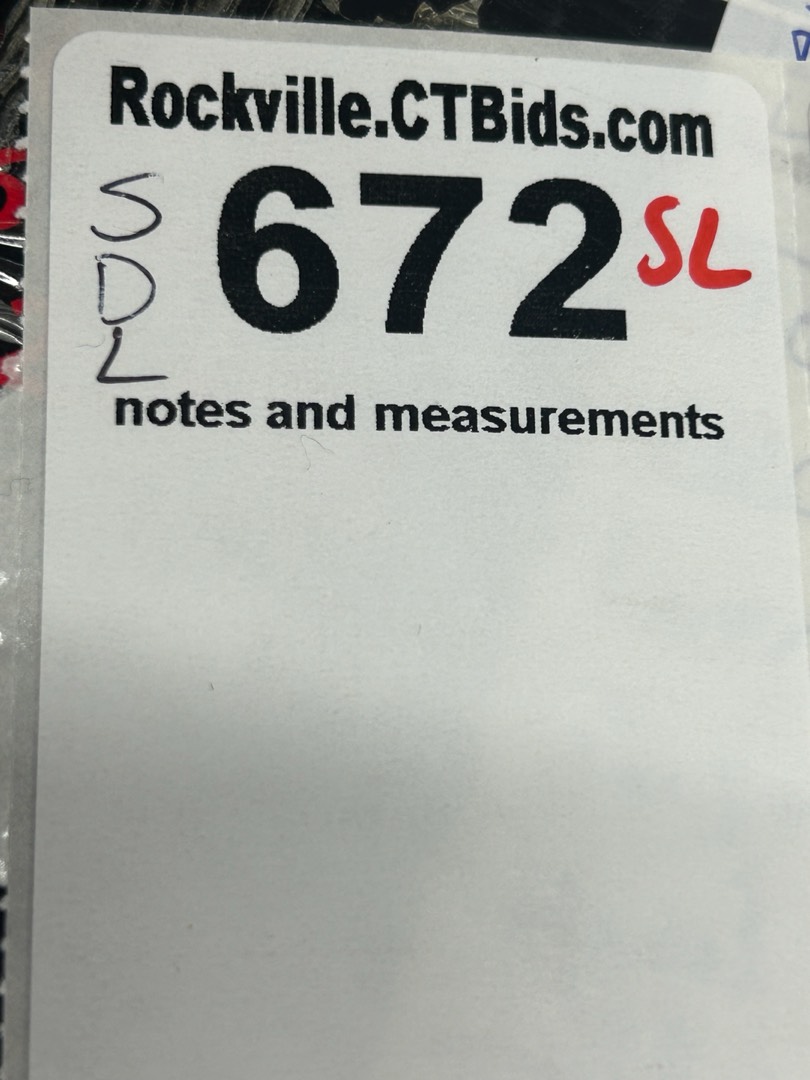 Rockville.CTBids.com
S
D
L
672 SL
notes and measurements